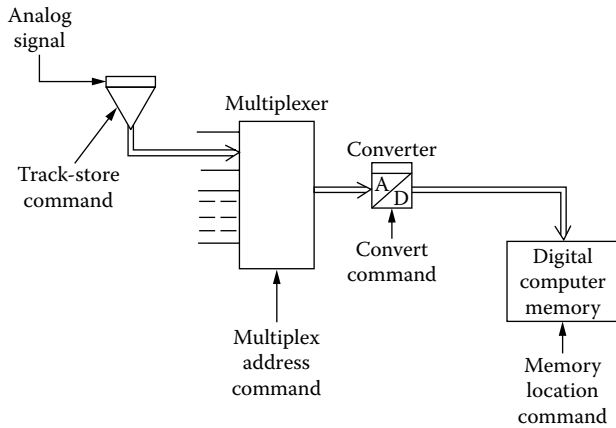 Analog
signal
Multiplexer
Track-store
command
Converter
A
D
Convert
command
Digital
computer
memory
Multiplex
address
command
Memory
location
command